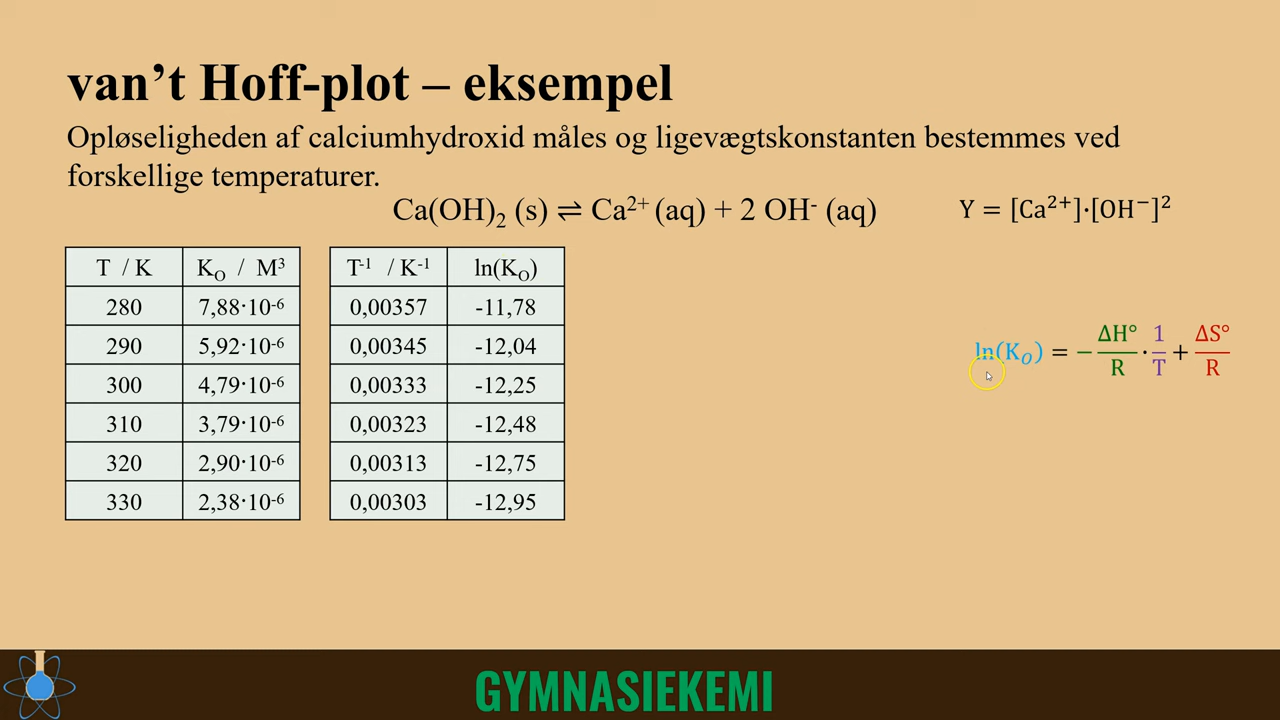 van’t Hoff-plot – eksempel
Opløseligheden af calciumhydroxid måles og ligevægtskonstanten bestemmes ved
forskellige temperaturer.
Ca(OH)₂ (s) ⇌ Ca²⁺ (aq) + 2 OH⁻ (aq) Y = [Ca²⁺]·[OH⁻]²
T / K K_O / M³ T⁻¹ / K⁻¹ ln(K_O)
280 7,88·10⁻⁶ 0,00357 -11,78
290 5,92·10⁻⁶ 0,00345 -12,04
300 4,79·10⁻⁶ 0,00333 -12,25
310 3,79·10⁻⁶ 0,00323 -12,48
320 2,90·10⁻⁶ 0,00313 -12,75
330 2,38·10⁻⁶ 0,00303 -12,95
ln(K_O) = −ΔH°/R · 1/T + ΔS°/R
GYMNASIEKEMI